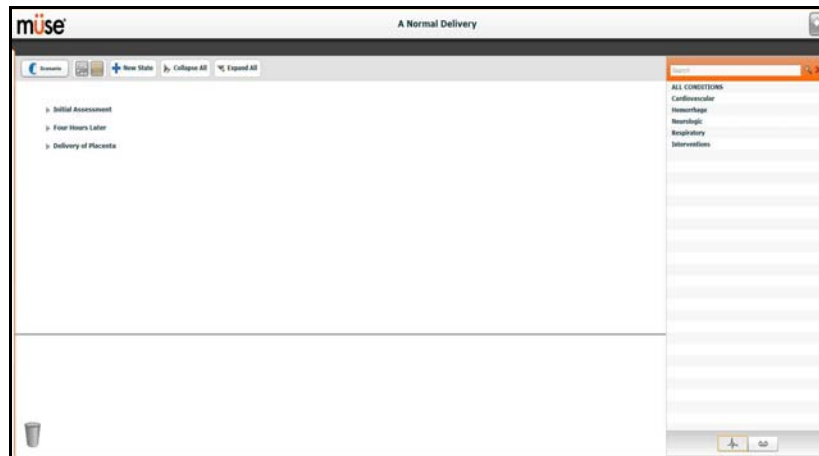 müse
A Normal Delivery
Scenario
New State
Collapse All
Expand All
Search
Initial Assessment
Four Hours Later
Delivery of Placenta
ALL CONDITIONS
Cardiovascular
Hemorrhage
Neurologic
Respiratory
Interventions